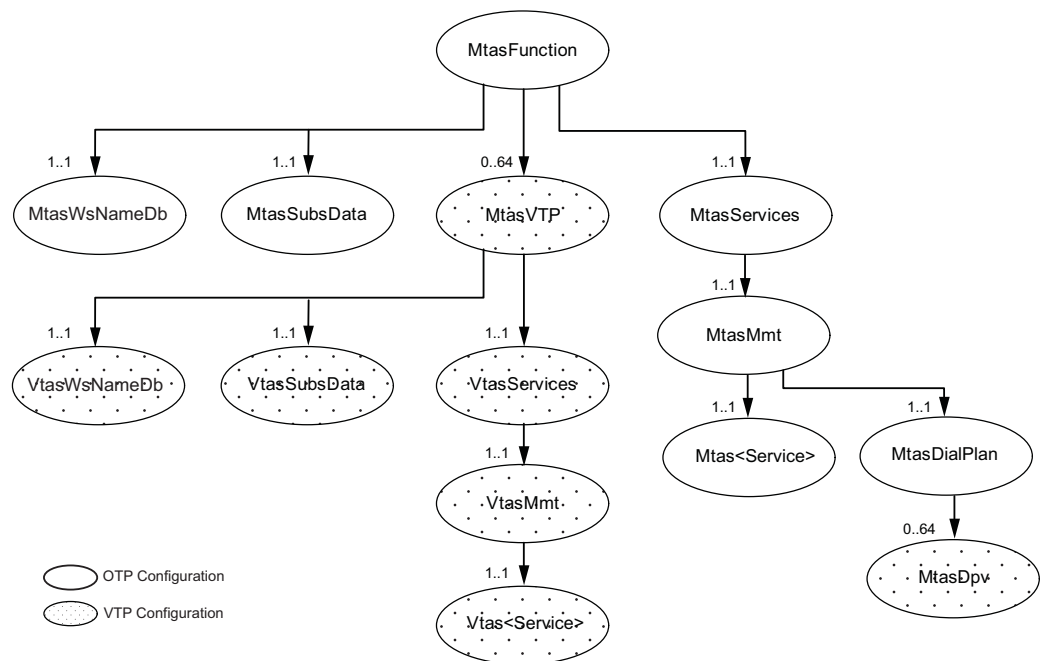 MtasFunction
1..1
1..1
0..64
1..1
MtasWsNameDb
MtasSubsData
MtasVTP
MtasServices
1..1
MtasMmt
1..1
1..1
1..1
VtasWsNameDb
VtasSubsData
VtasServices
1..1
1..1
Mtas<Service>
MtasDialPlan
1..1
VtasMmt
0..64
MtasDpv
OTP Configuration
1..1
VTP Configuration
Vtas<Service>